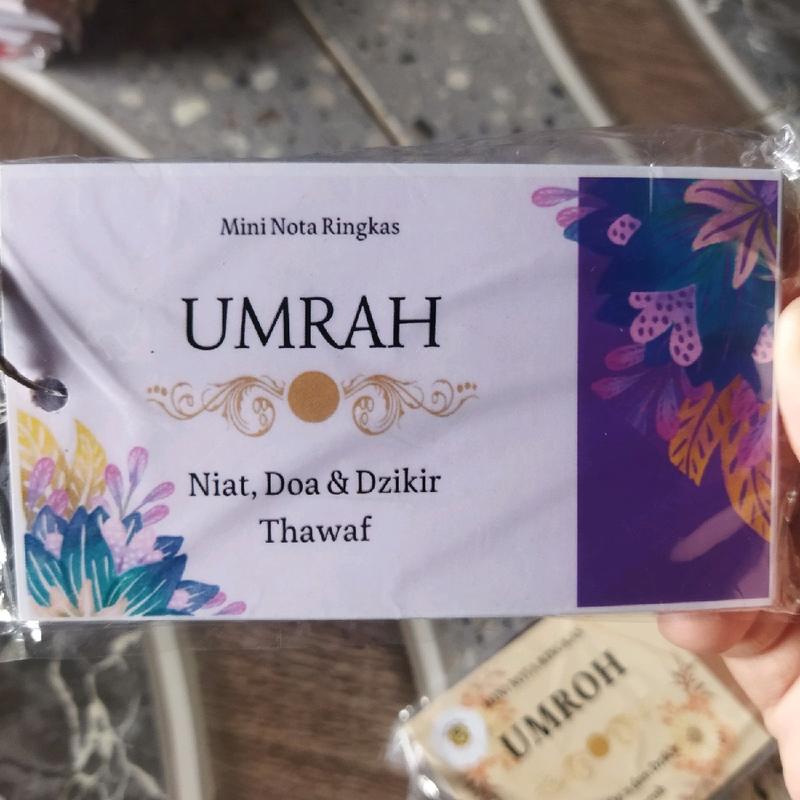 Mini Nota Ringkas
UMRAH
Niat, Doa & Dzikir
Thawaf
UMROH